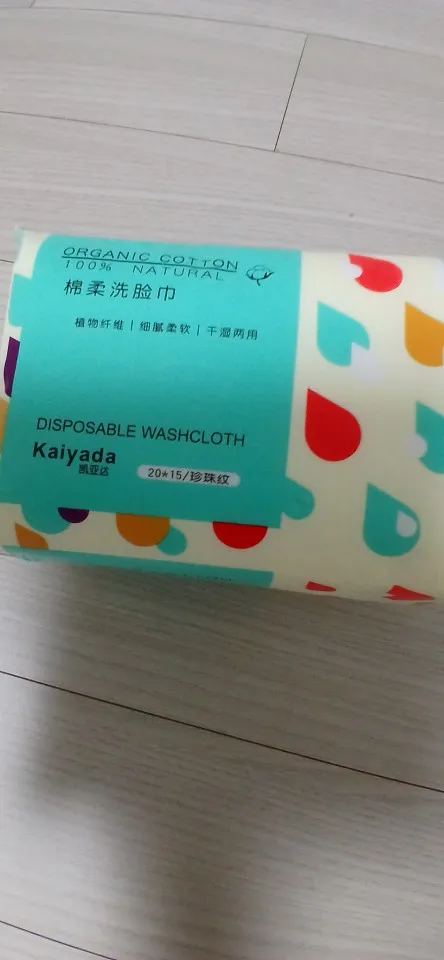 ORGANIC COTTON
100% NATURAL
棉柔洗脸巾
植物纤维 | 细腻柔软 | 干湿两用
DISPOSABLE WASHCLOTH
Kaiyada
凯亚达
20*15/珍珠纹